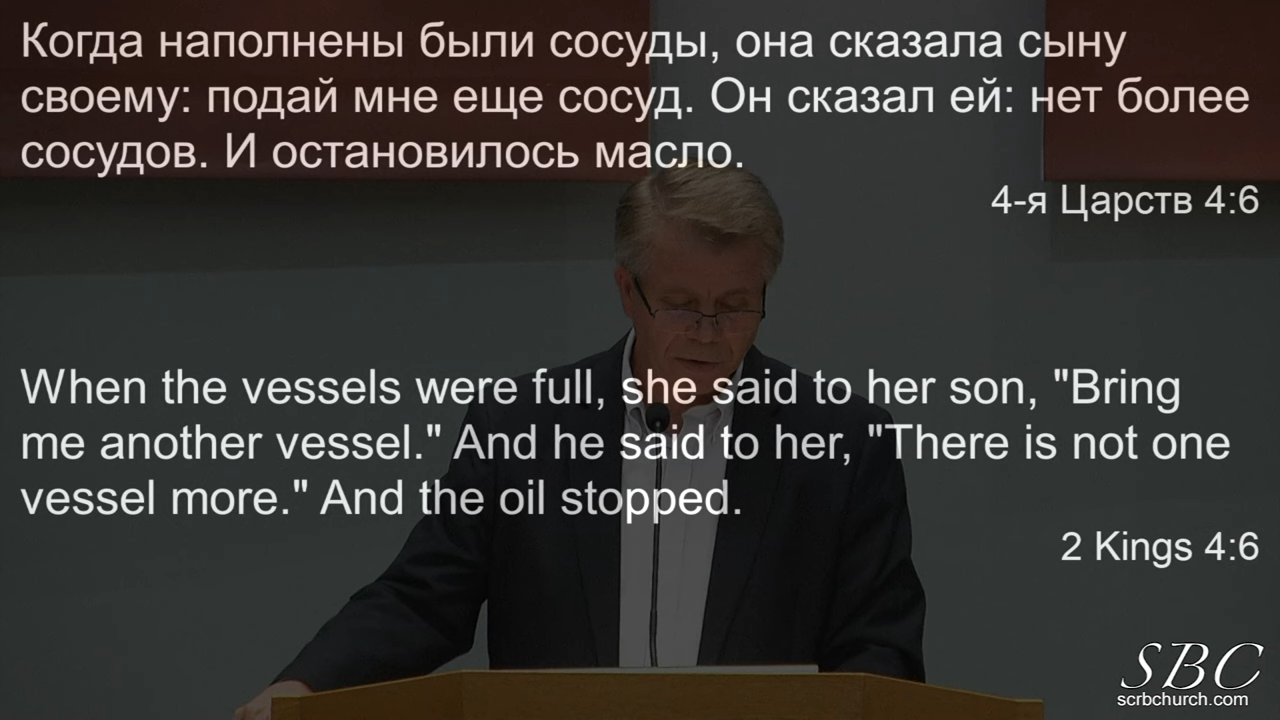 Когда наполнены были сосуды, она сказала сыну
своему: подай мне еще сосуд. Он сказал ей: нет более
сосудов. И остановилось масло.
4-я Царств 4:6
When the vessels were full, she said to her son, "Bring
me another vessel." And he said to her, "There is not one
vessel more." And the oil stopped.
2 Kings 4:6
SBC
scrbchurch.com